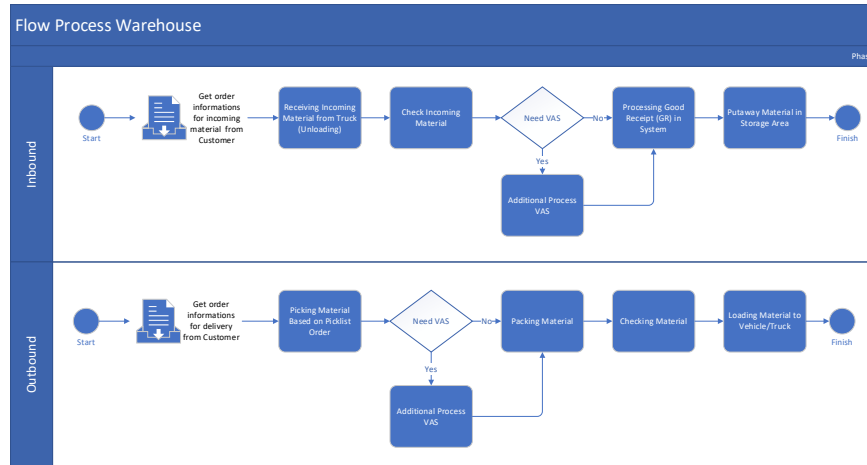 Flow Process Warehouse
Phas
Inbound
Start
Get order
informations
for incoming
material from
Customer
Receiving Incoming
Material from Truck
(Unloading)
Check Incoming
Material
Need VAS
No
Yes
Additional Process
VAS
Processing Good
Receipt (GR) in
System
Putaway Material in
Storage Area
Finish
Outbound
Start
Get order
informations
for delivery
from Customer
Picking Material
Based on Picklist
Order
Need VAS
No
Yes
Additional Process
VAS
Packing Material
Checking Material
Loading Material to
Vehicle/Truck
Finish